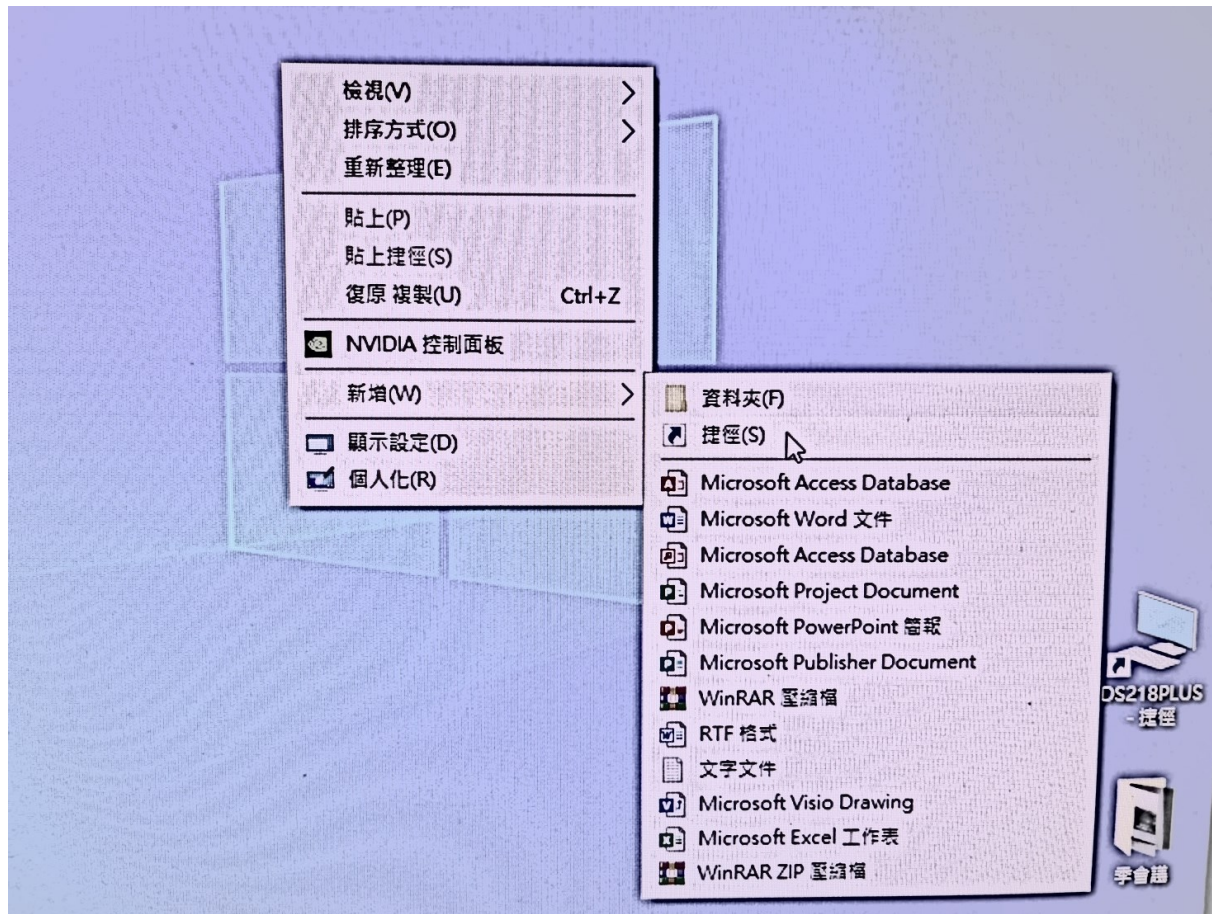 檢視(V)
排序方式(O)
重新整理(E)
貼上(P)
貼上捷徑(S)
復原 複製(U) Ctrl+Z
NVIDIA 控制面板
新增(W)
顯示設定(D)
個人化(R)
資料夾(F)
捷徑(S)
Microsoft Access Database
Microsoft Word 文件
Microsoft Access Database
Microsoft Project Document
Microsoft PowerPoint 簡報
Microsoft Publisher Document
WinRAR 壓縮檔
RTF 格式
文字文件
Microsoft Visio Drawing
Microsoft Excel 工作表
WinRAR ZIP 壓縮檔
DS218PLUS
- 捷徑